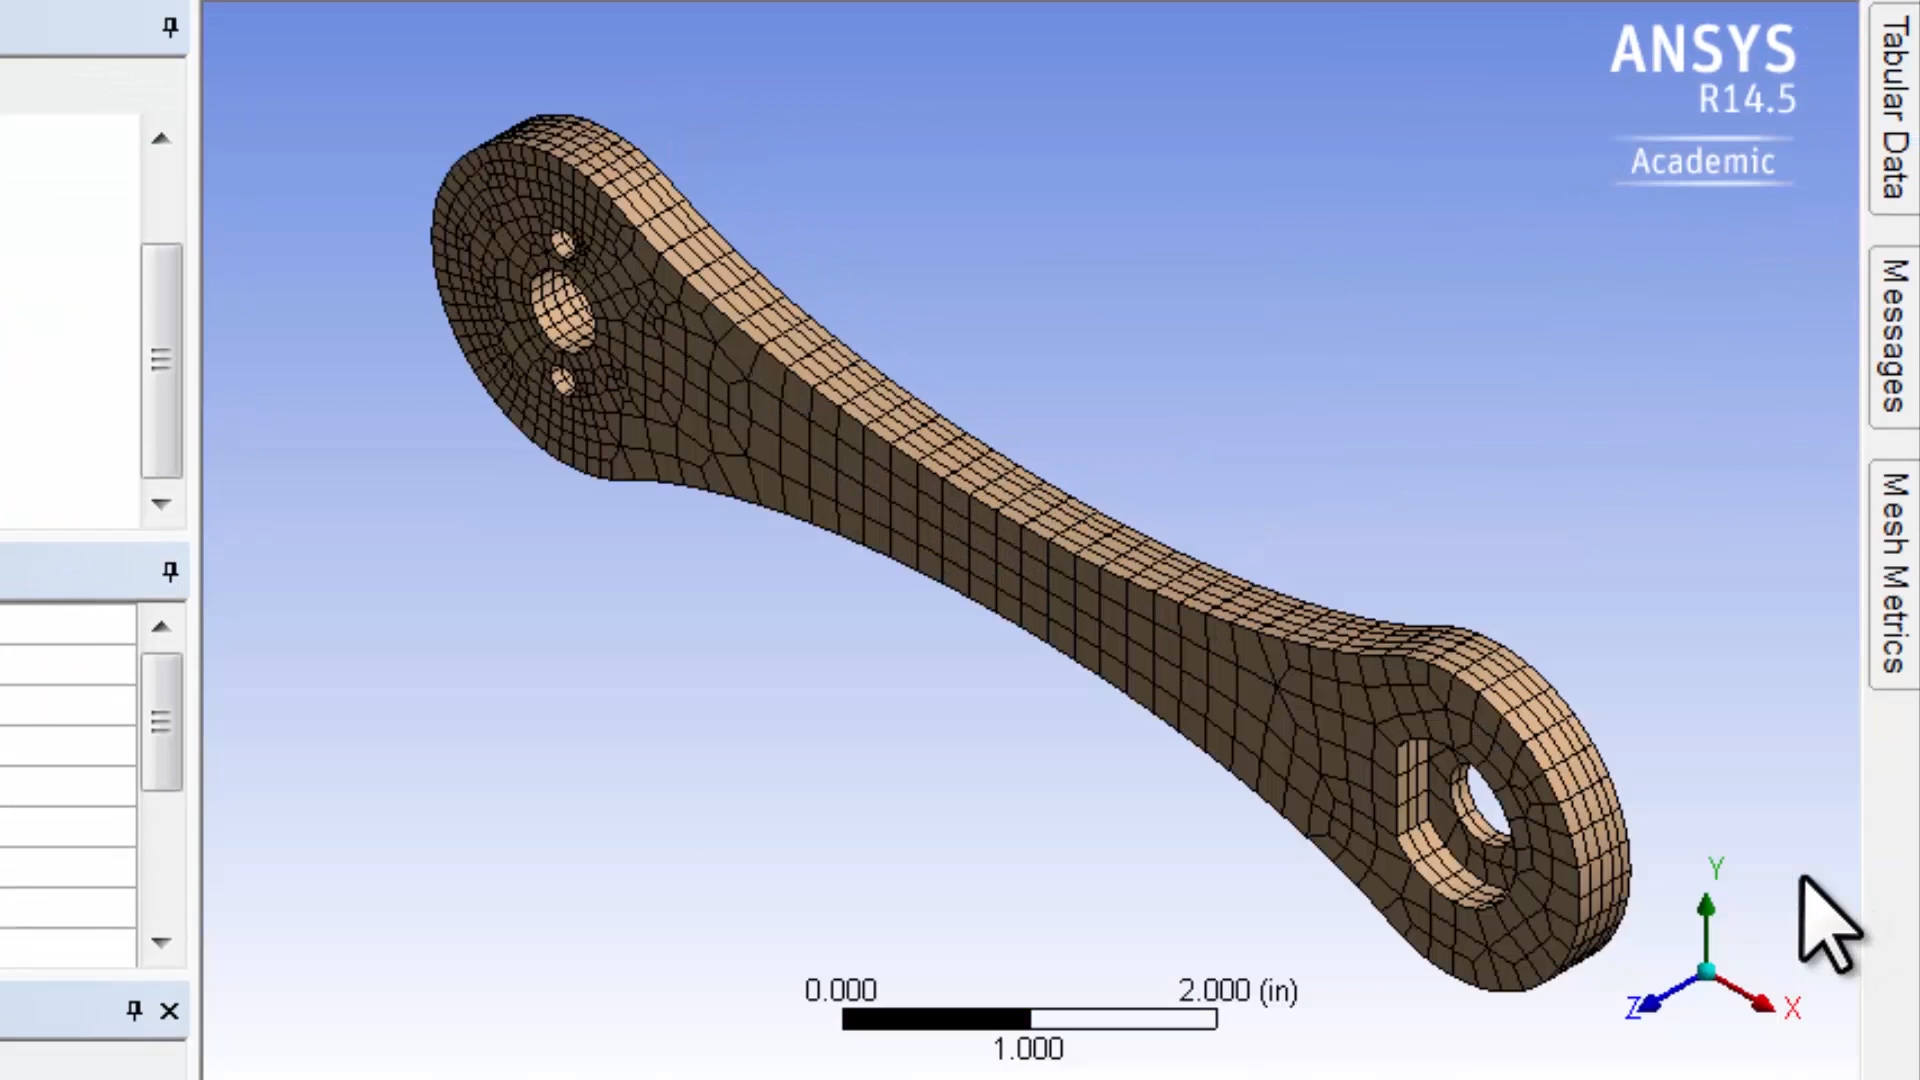 ANSYS
R14.5
Academic
Tabular Data
Messages
Mesh Metrics
Y
Z
X
0.000
2.000 (in)
1.000